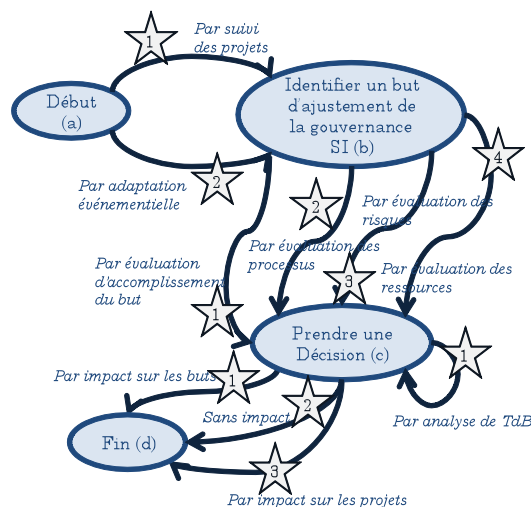 1
Par suivi
des projets
Début
(a)
Identifier un but
d'ajustement de
la gouvernance
SI (b)
4
2
Par adaptation
événementielle
2
Par évaluation des
risques
Par évaluation des
processus
Par évaluation
d'accomplissement
du but
3
Par évaluation des
ressources
1
Prendre une
Décision (c)
1
Par impact sur les buts
1
2
Sans impact
Par analyse de TdB
Fin (d)
3
Par impact sur les projets